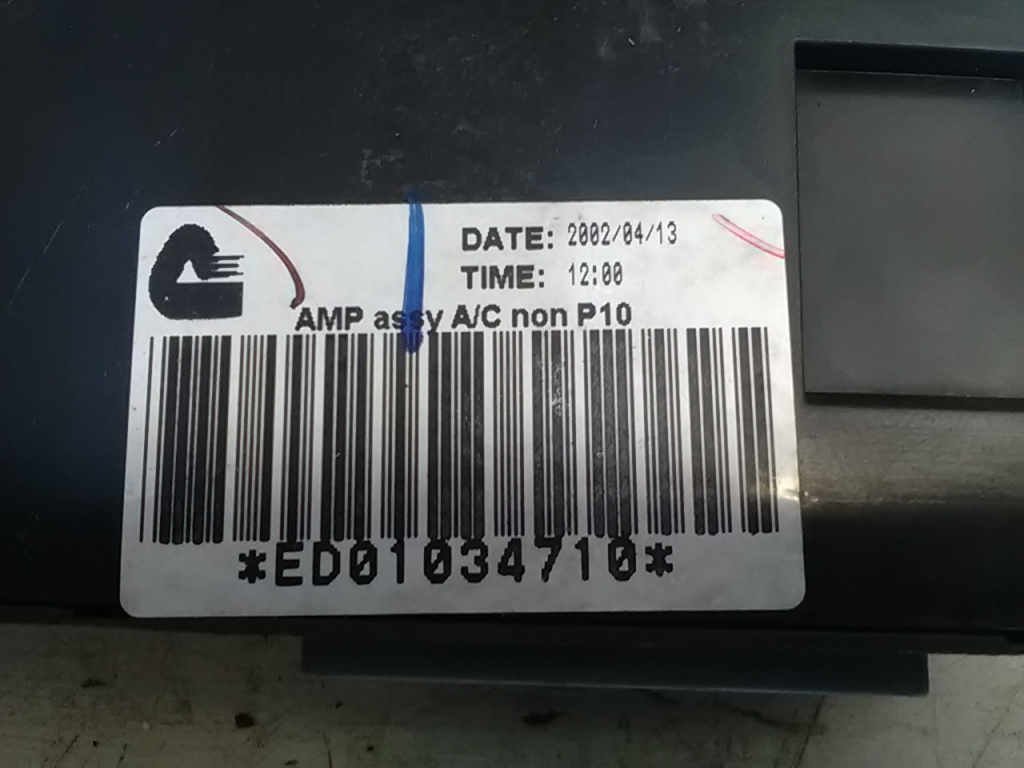 DATE: 2002/04/13
TIME: 12:00
AMP assy A/C non P10
*ED01034710*